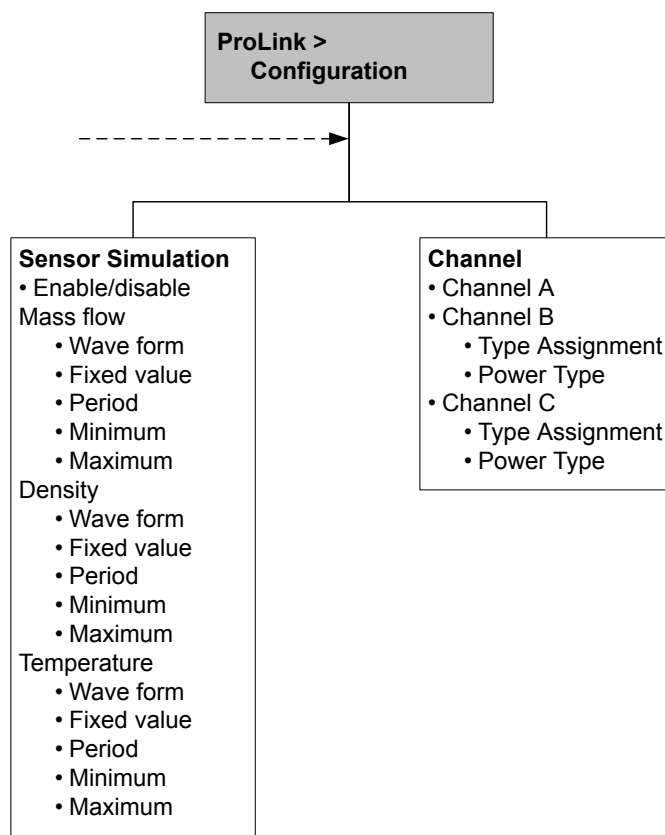 ProLink >
Configuration
Sensor Simulation
• Enable/disable
Mass flow
• Wave form
• Fixed value
• Period
• Minimum
• Maximum
Density
• Wave form
• Fixed value
• Period
• Minimum
• Maximum
Temperature
• Wave form
• Fixed value
• Period
• Minimum
• Maximum
Channel
• Channel A
• Channel B
• Type Assignment
• Power Type
• Channel C
• Type Assignment
• Power Type